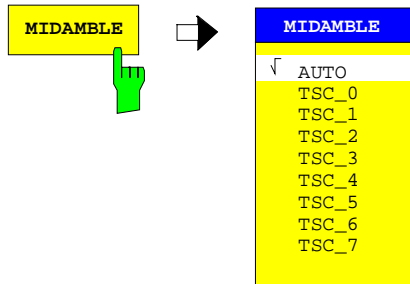 MIDAMBLE
MIDAMBLE
√ AUTO
TSC_0
TSC_1
TSC_2
TSC_3
TSC_4
TSC_5
TSC_6
TSC_7